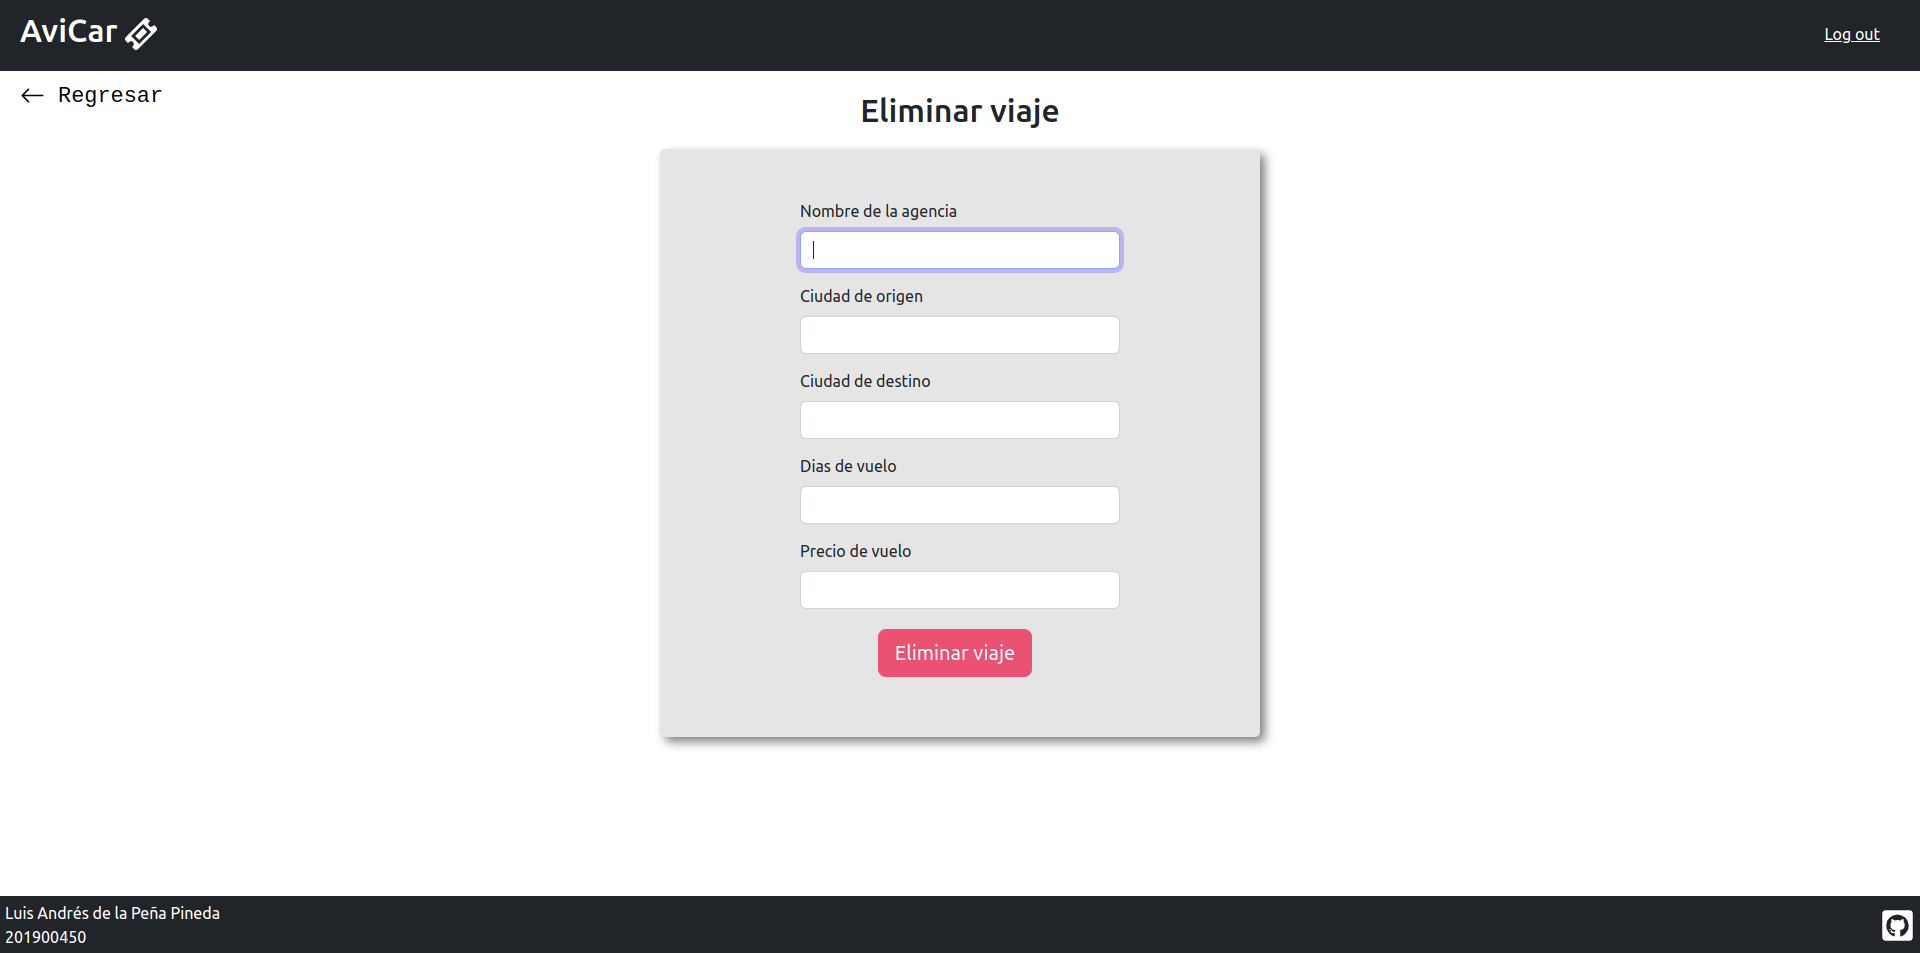 AviCar
Log out
Regresar
Eliminar viaje
Nombre de la agencia
Ciudad de origen
Ciudad de destino
Dias de vuelo
Precio de vuelo
Eliminar viaje
Luis Andrés de la Peña Pineda
201900450